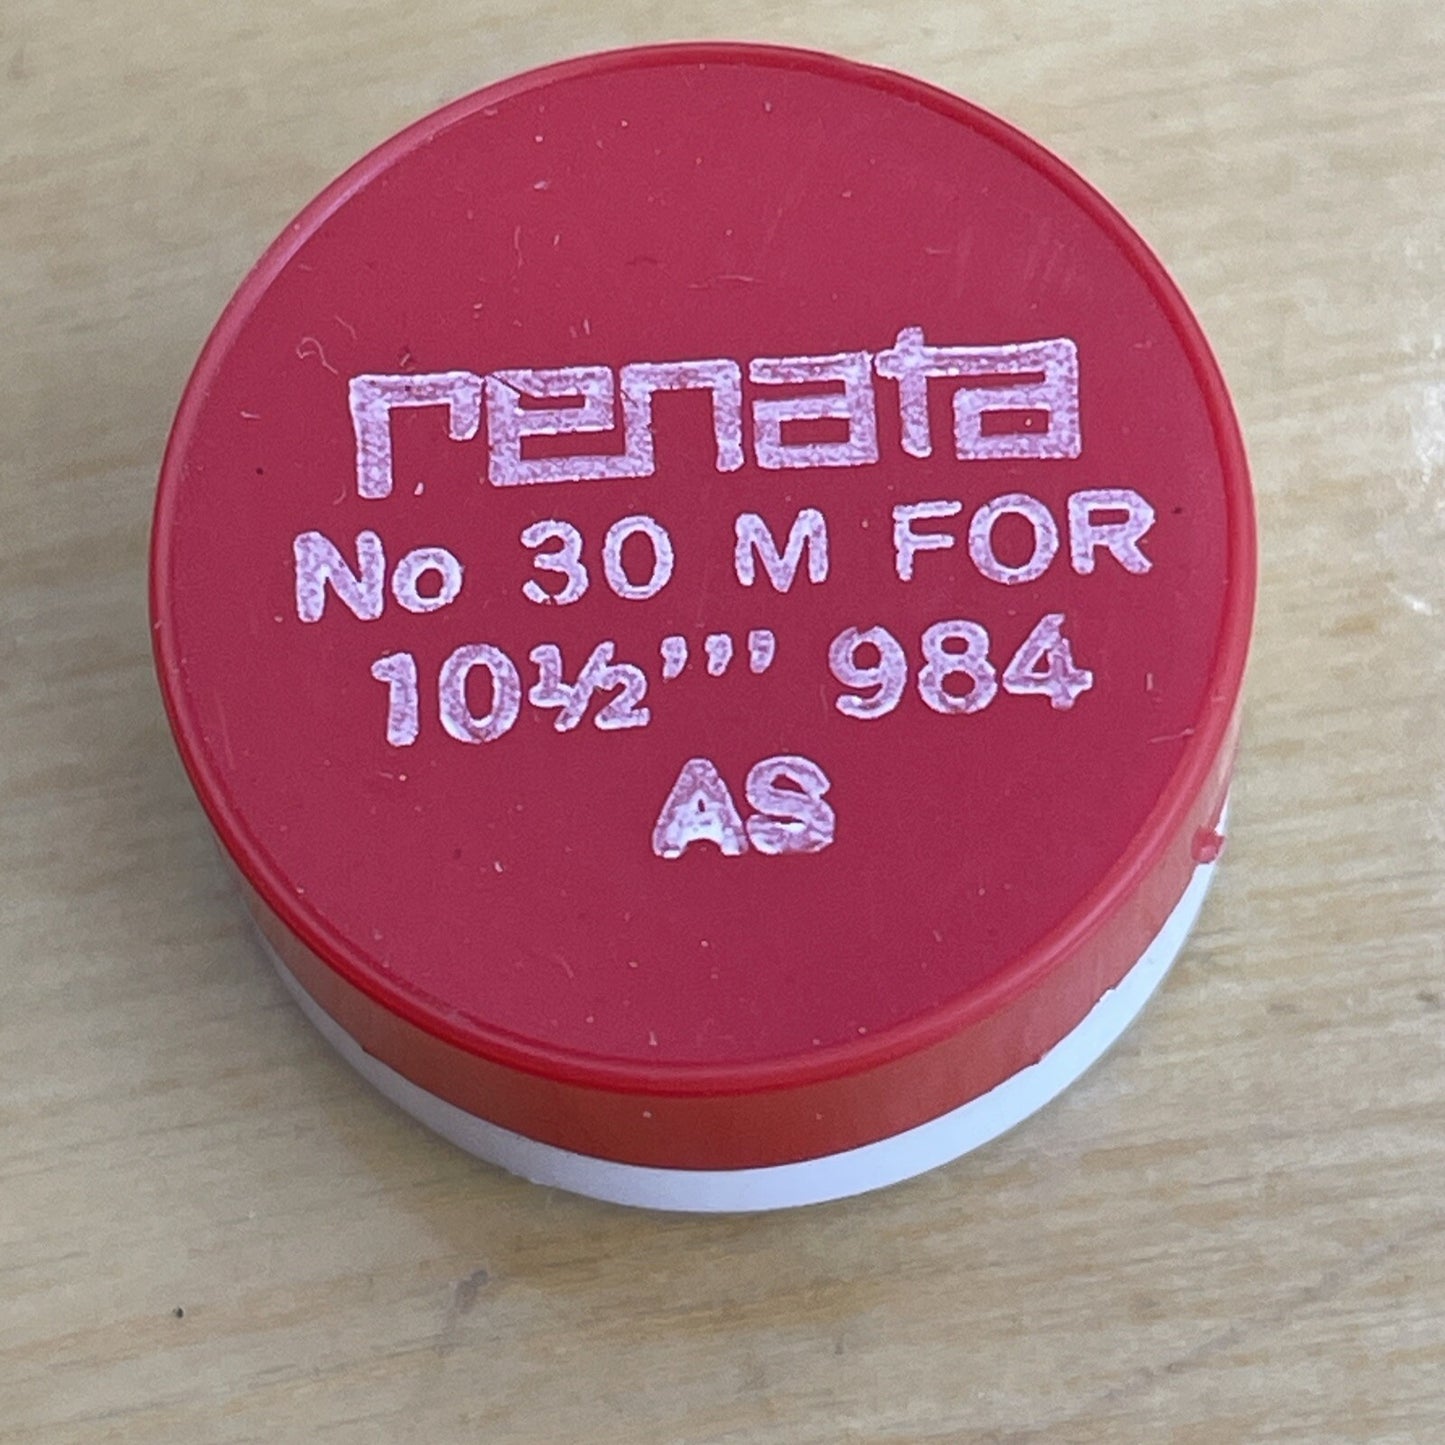 renata
No 30 M FOR
10½''' 984
AS